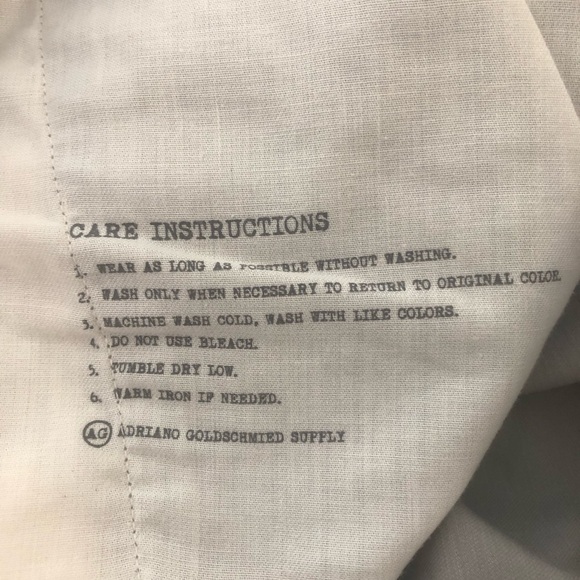 CARE INSTRUCTIONS
1. WEAR AS LONG AS POSSIBLE WITHOUT WASHING.
2. WASH ONLY WHEN NECESSARY TO RETURN TO ORIGINAL COLOR.
3. MACHINE WASH COLD, WASH WITH LIKE COLORS.
4. DO NOT USE BLEACH.
5. TUMBLE DRY LOW.
6. WARM IRON IF NEEDED.
AG ADRIANO GOLDSCHMIED SUPPLY